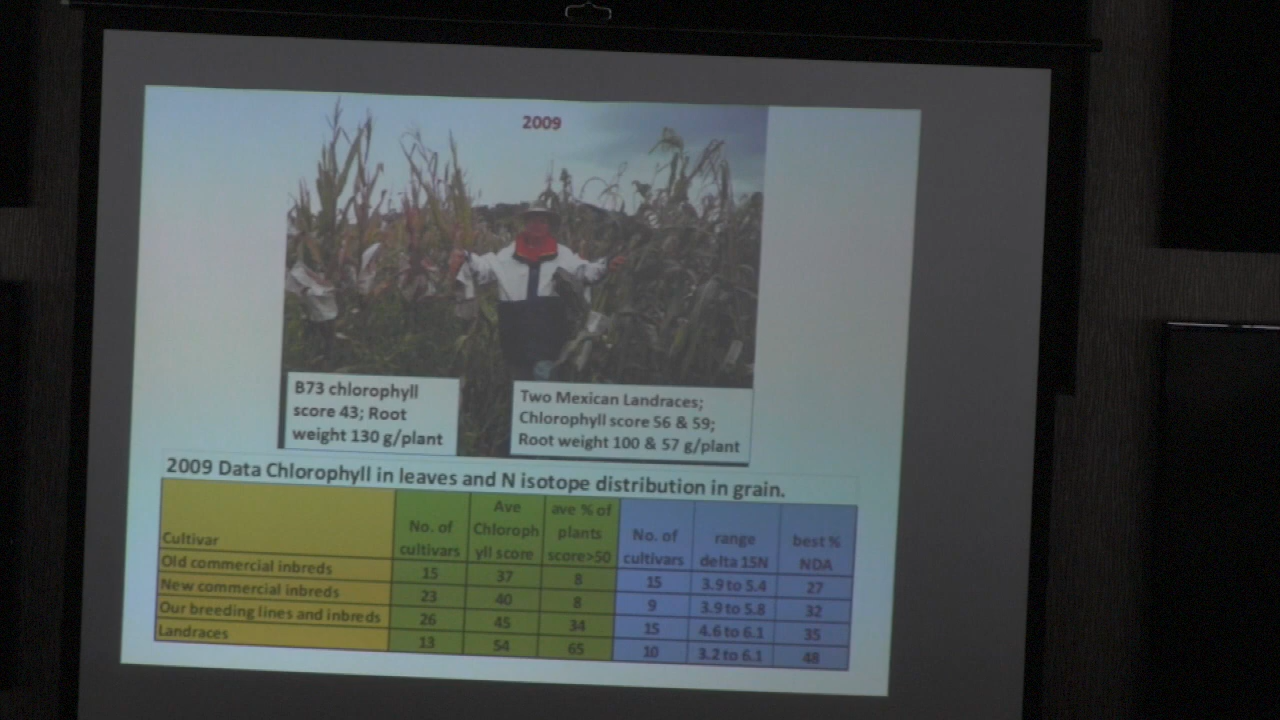 2009
B73 chlorophyll
score 43; Root
weight 130 g/plant
Two Mexican Landraces;
Chlorophyll score 56 & 59;
Root weight 100 & 57 g/plant
2009 Data Chlorophyll in leaves and N isotope distribution in grain.
Cultivar No. of cultivars Ave Chlorophyll score ave % of plants score>50 No. of cultivars range delta 15N best % NDA
Old commercial inbreds 15 37 8 15 3.9 to 5.4 27
New commercial inbreds 23 40 8 9 3.9 to 5.8 32
Our breeding lines and inbreds 26 45 34 15 4.6 to 6.1 35
Landraces 13 54 65 10 3.2 to 6.1 48